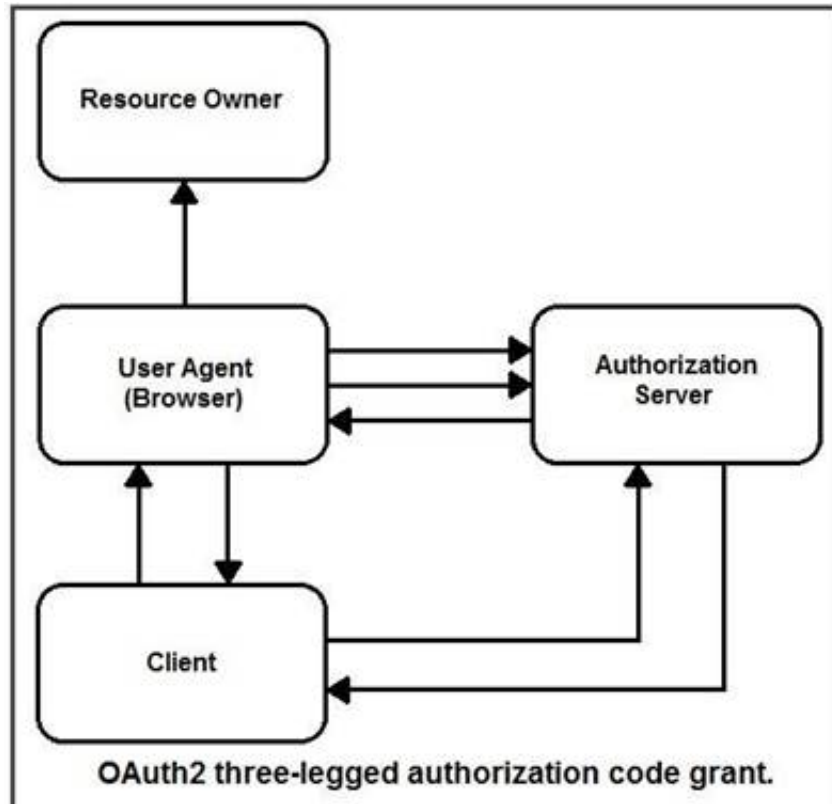 Resource Owner
User Agent
(Browser)
Authorization
Server
Client
OAuth2 three-legged authorization code grant.